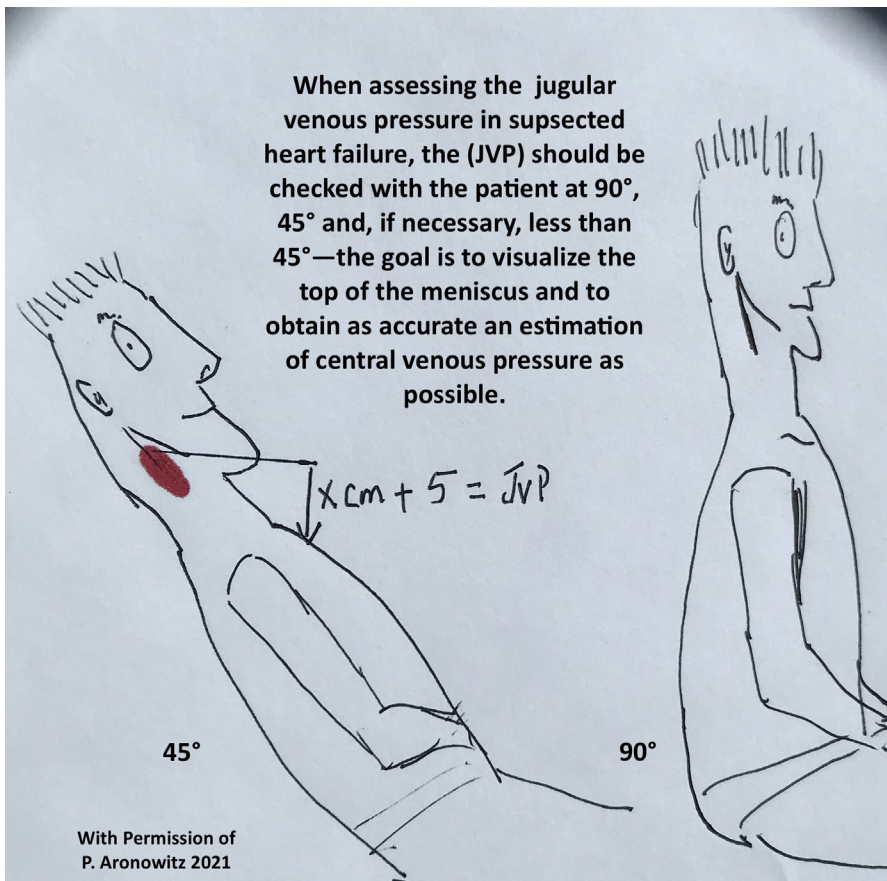 When assessing the jugular
venous pressure in supsected
heart failure, the (JVP) should be
checked with the patient at 90°,
45° and, if necessary, less than
45°—the goal is to visualize the
top of the meniscus and to
obtain as accurate an estimation
of central venous pressure as
possible.
x cm + 5 = JVP
45°
90°
With Permission of
P. Aronowitz 2021